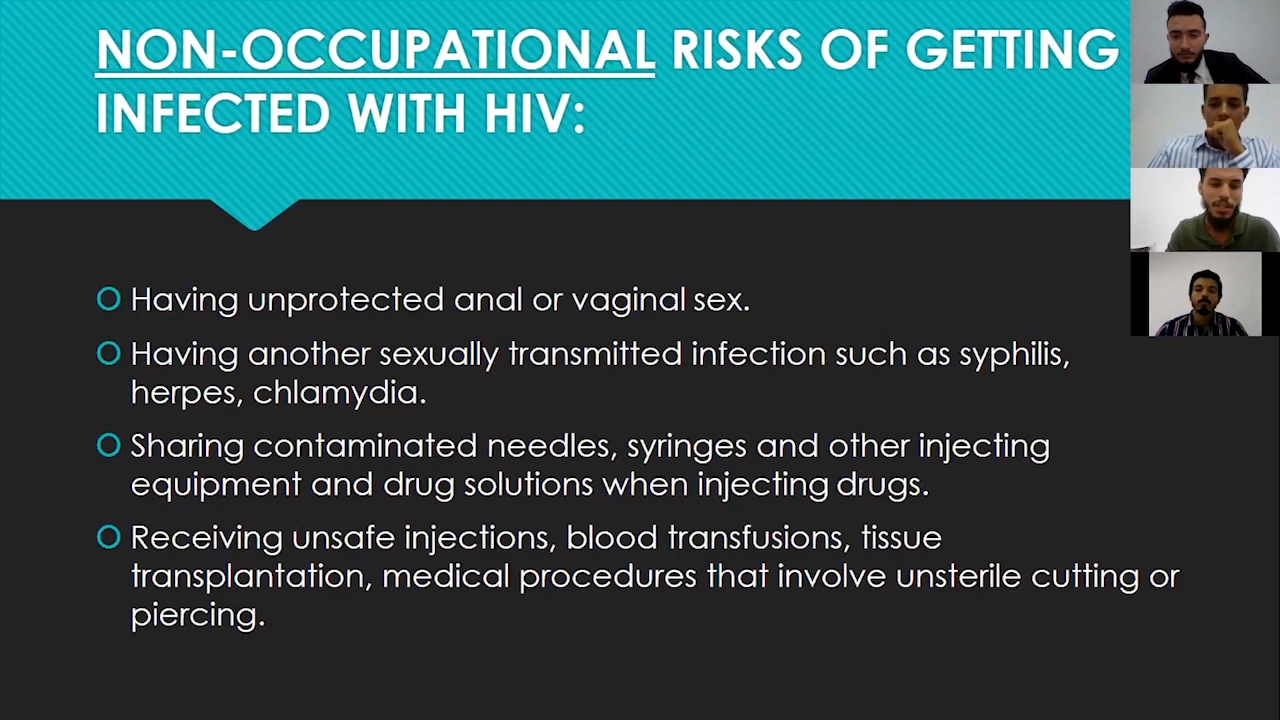 NON-OCCUPATIONAL RISKS OF GETTING
INFECTED WITH HIV:
Having unprotected anal or vaginal sex.
Having another sexually transmitted infection such as syphilis,
herpes, chlamydia.
Sharing contaminated needles, syringes and other injecting
equipment and drug solutions when injecting drugs.
Receiving unsafe injections, blood transfusions, tissue
transplantation, medical procedures that involve unsterile cutting or
piercing.